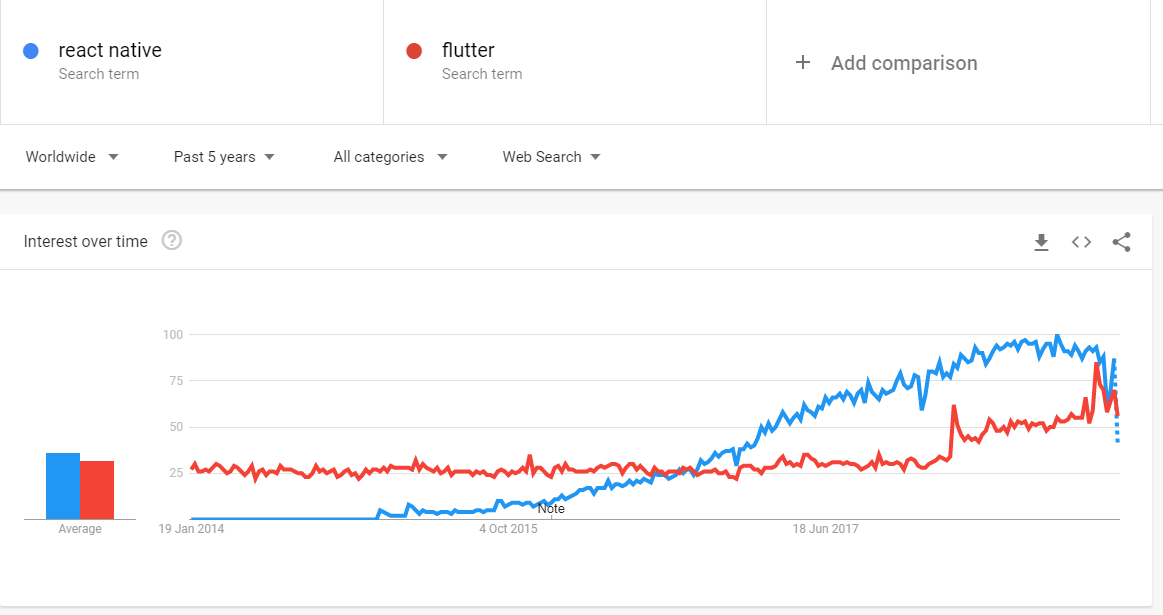 react native
Search term
flutter
Search term
Add comparison
Worldwide
Past 5 years
All categories
Web Search
Interest over time
?
100
75
50
25
Note
Average
19 Jan 2014
4 Oct 2015
18 Jun 2017